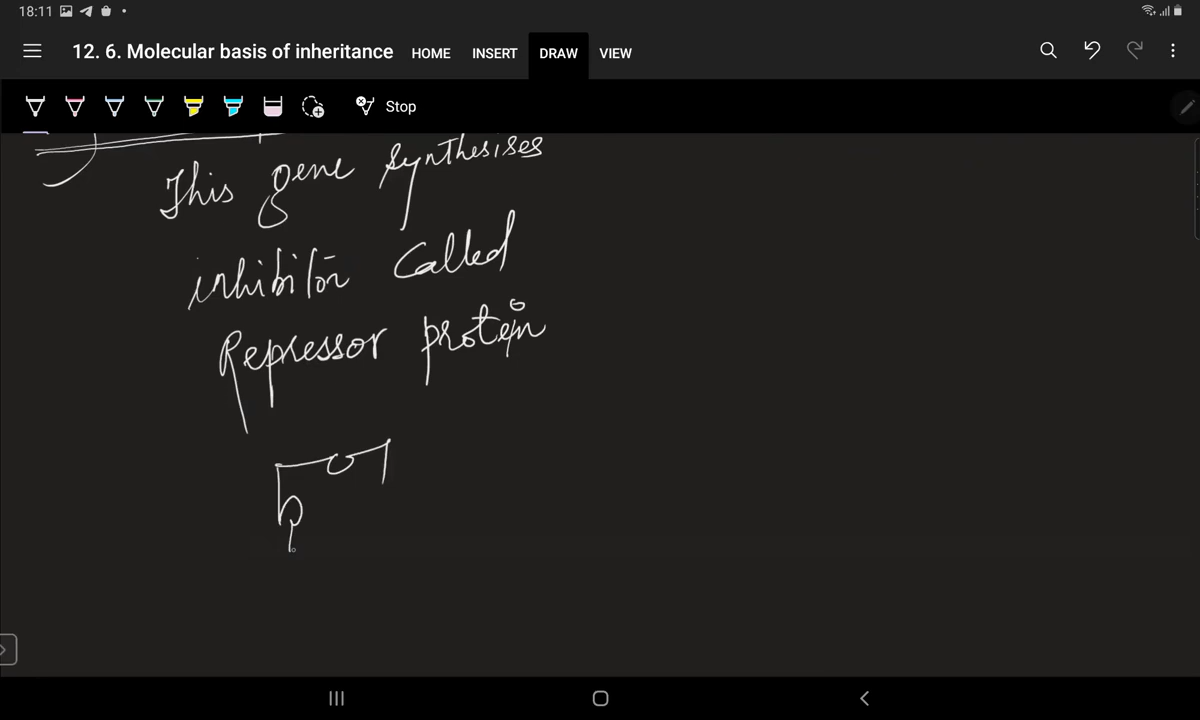 18:11
12. 6. Molecular basis of inheritance HOME INSERT DRAW VIEW
Stop
This gene synthesises
inhibitor called
Repressor protein